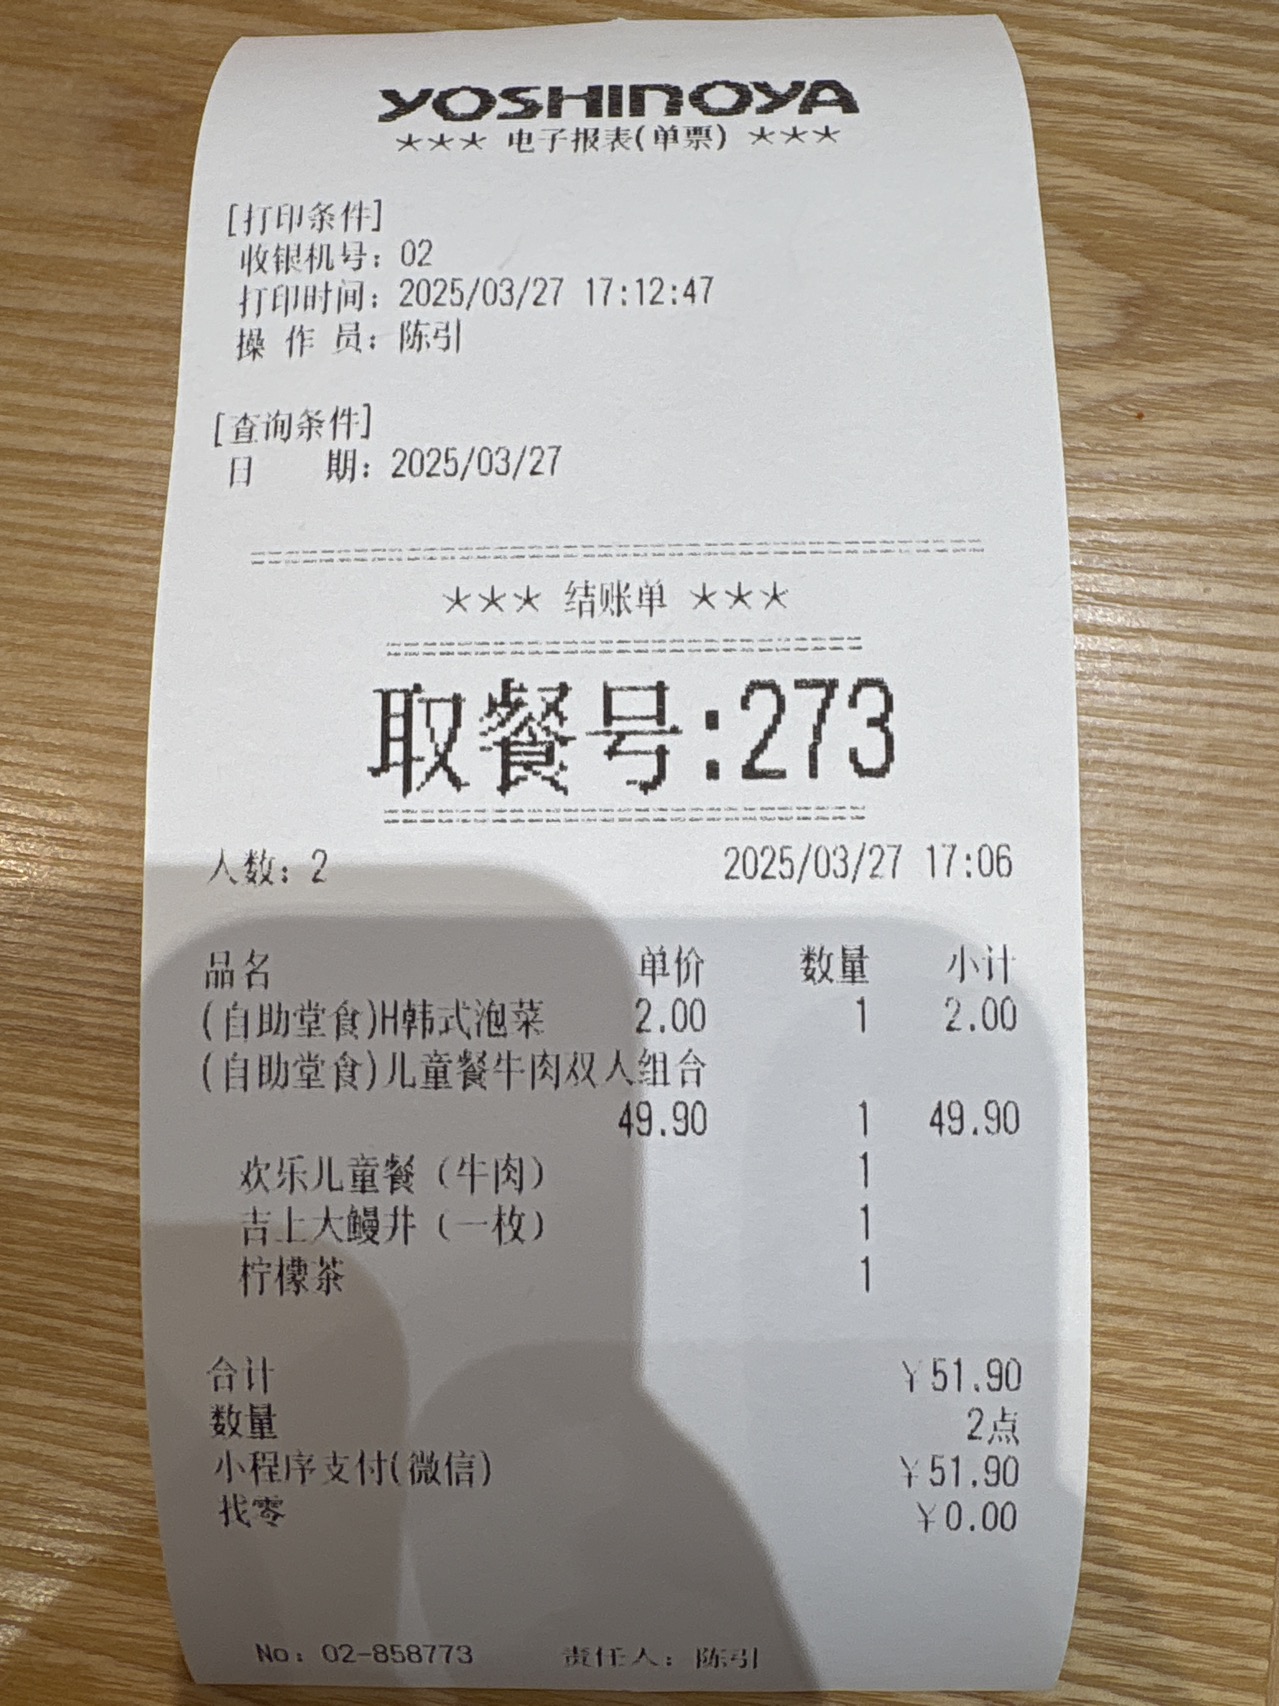 YOSHINOYA
*** 电子报表(单票) ***
[打印条件]
收银机号: 02
打印时间: 2025/03/27 17:12:47
操 作 员: 陈引
[查询条件]
日 期: 2025/03/27
*** 结账单 ***
取餐号:273
人数: 2 2025/03/27 17:06
品名 单价 数量 小计
(自助堂食)H韩式泡菜 2.00 1 2.00
(自助堂食)儿童餐牛肉双人组合
49.90 1 49.90
欢乐儿童餐（牛肉） 1
吉上大鳗丼（一枚） 1
柠檬茶 1
合计 ¥51.90
数量 2点
小程序支付(微信) ¥51.90
找零 ¥0.00
No: 02-858773 责任人: 陈引